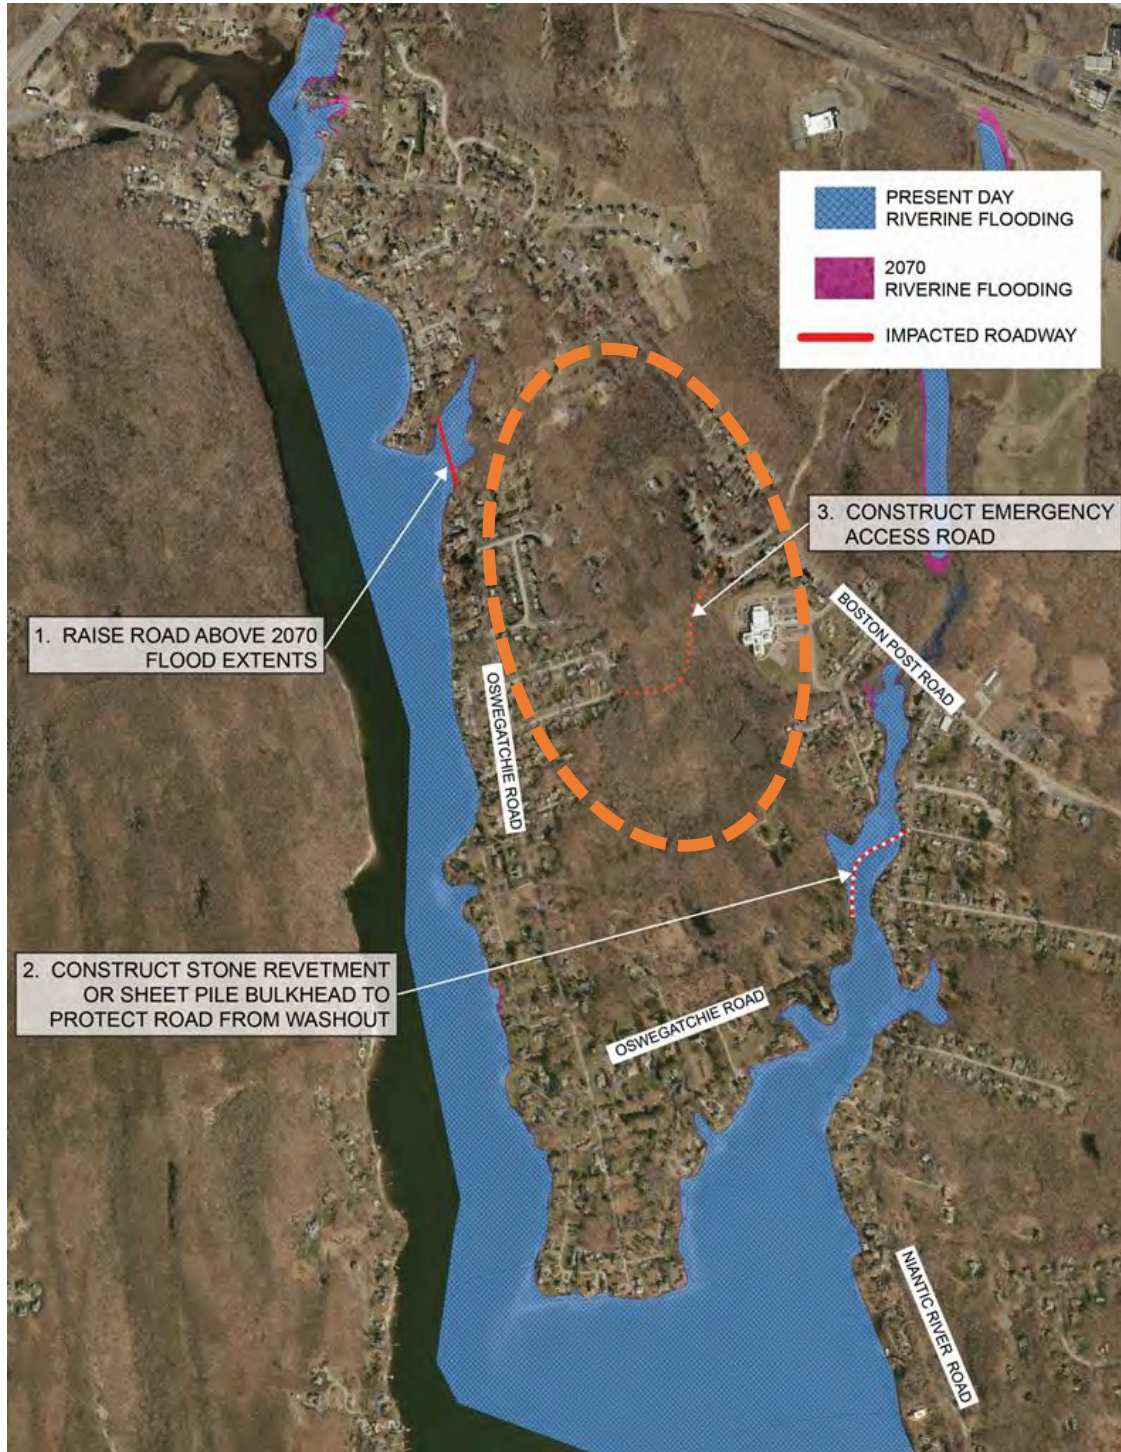 PRESENT DAY
RIVERINE FLOODING
2070
RIVERINE FLOODING
IMPACTED ROADWAY
3. CONSTRUCT EMERGENCY
ACCESS ROAD
BOSTON POST ROAD
1. RAISE ROAD ABOVE 2070
FLOOD EXTENTS
OSWEGATCHIE ROAD
2. CONSTRUCT STONE REVETMENT
OR SHEET PILE BULKHEAD TO
PROTECT ROAD FROM WASHOUT
OSWEGATCHIE ROAD
NIANTIC RIVER ROAD